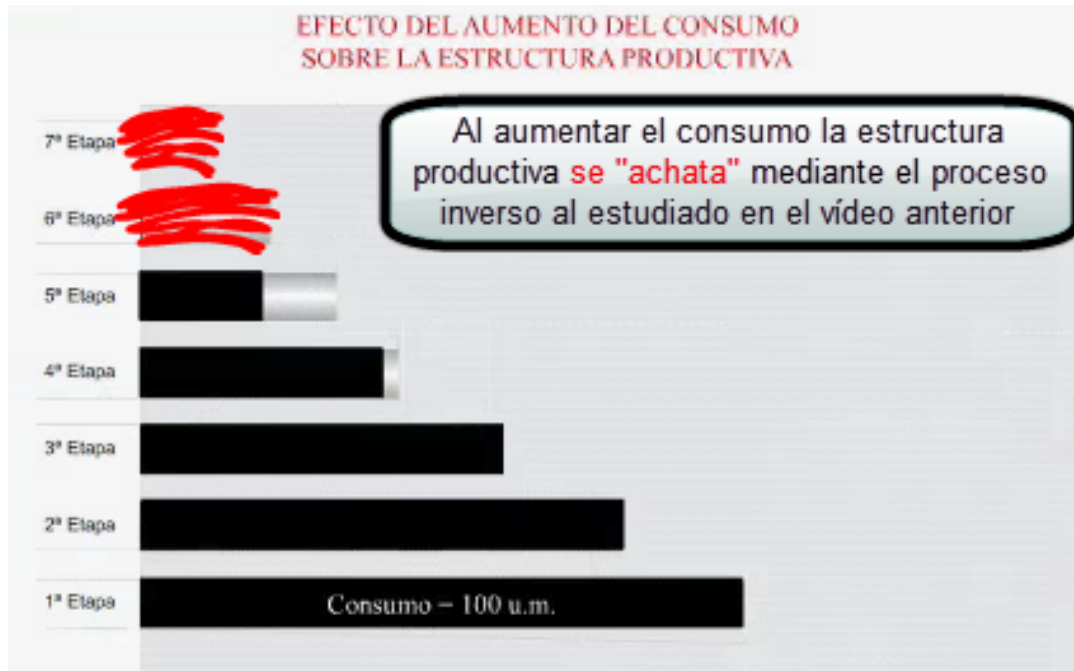 EFECTO DEL AUMENTO DEL CONSUMO
SOBRE LA ESTRUCTURA PRODUCTIVA
Al aumentar el consumo la estructura
productiva se "achata" mediante el proceso
inverso al estudiado en el vídeo anterior
7ª Etapa
6ª Etapa
5ª Etapa
4ª Etapa
3ª Etapa
2ª Etapa
1ª Etapa
Consumo = 100 u.m.